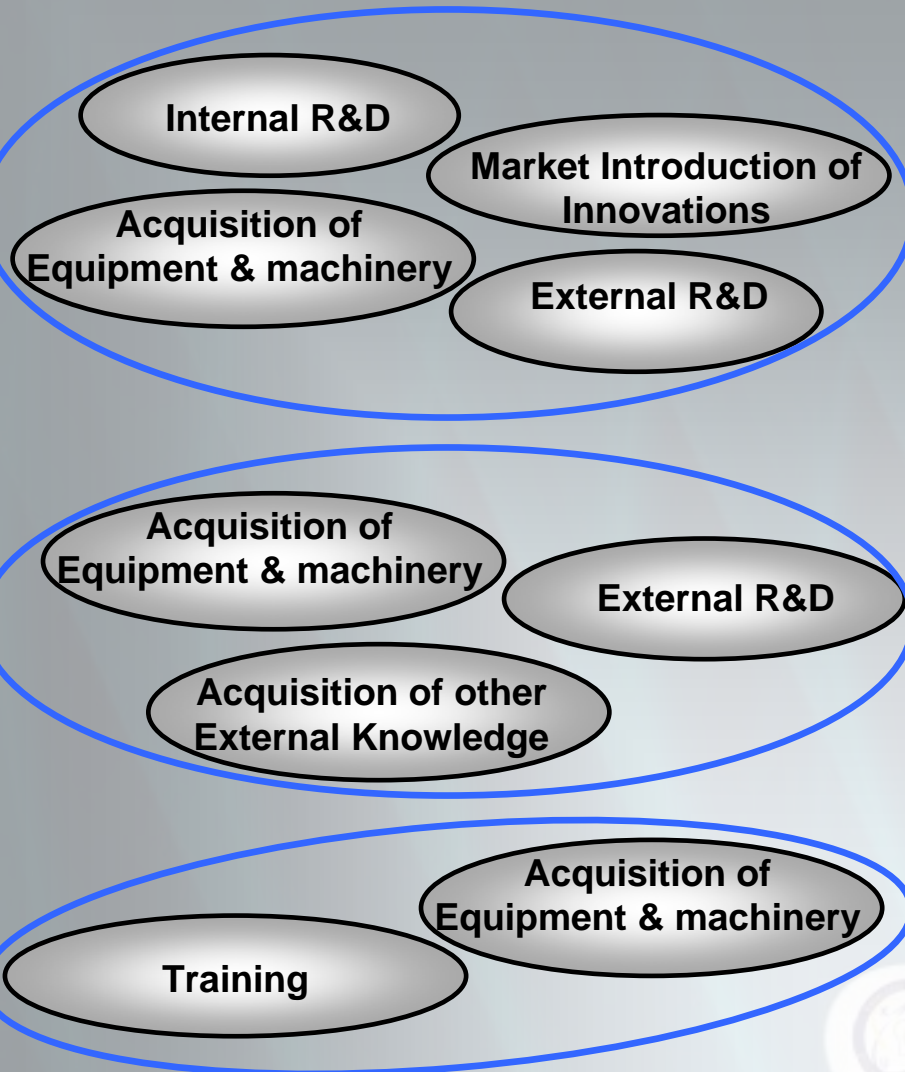 Internal R&D
Market Introduction of
Innovations
Acquisition of
Equipment & machinery
External R&D
Acquisition of
Equipment & machinery
External R&D
Acquisition of other
External Knowledge
Acquisition of
Equipment & machinery
Training